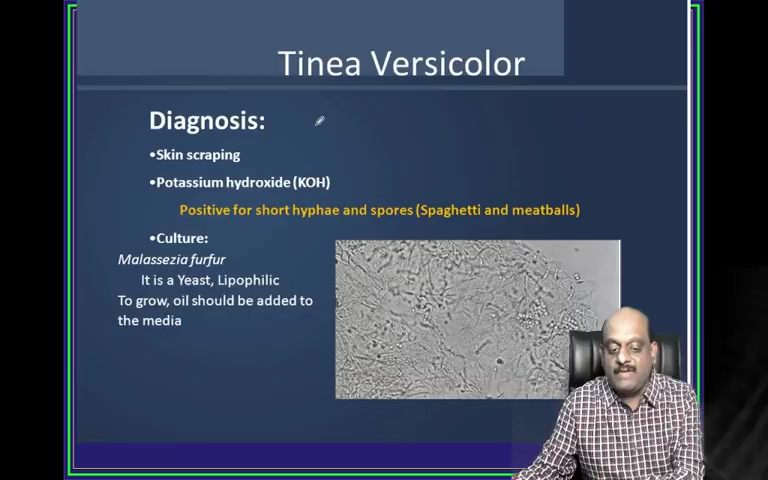 Tinea Versicolor
Diagnosis:
•Skin scraping
•Potassium hydroxide (KOH)
Positive for short hyphae and spores (Spaghetti and meatballs)
•Culture:
Malassezia furfur
It is a Yeast, Lipophilic
To grow, oil should be added to
the media